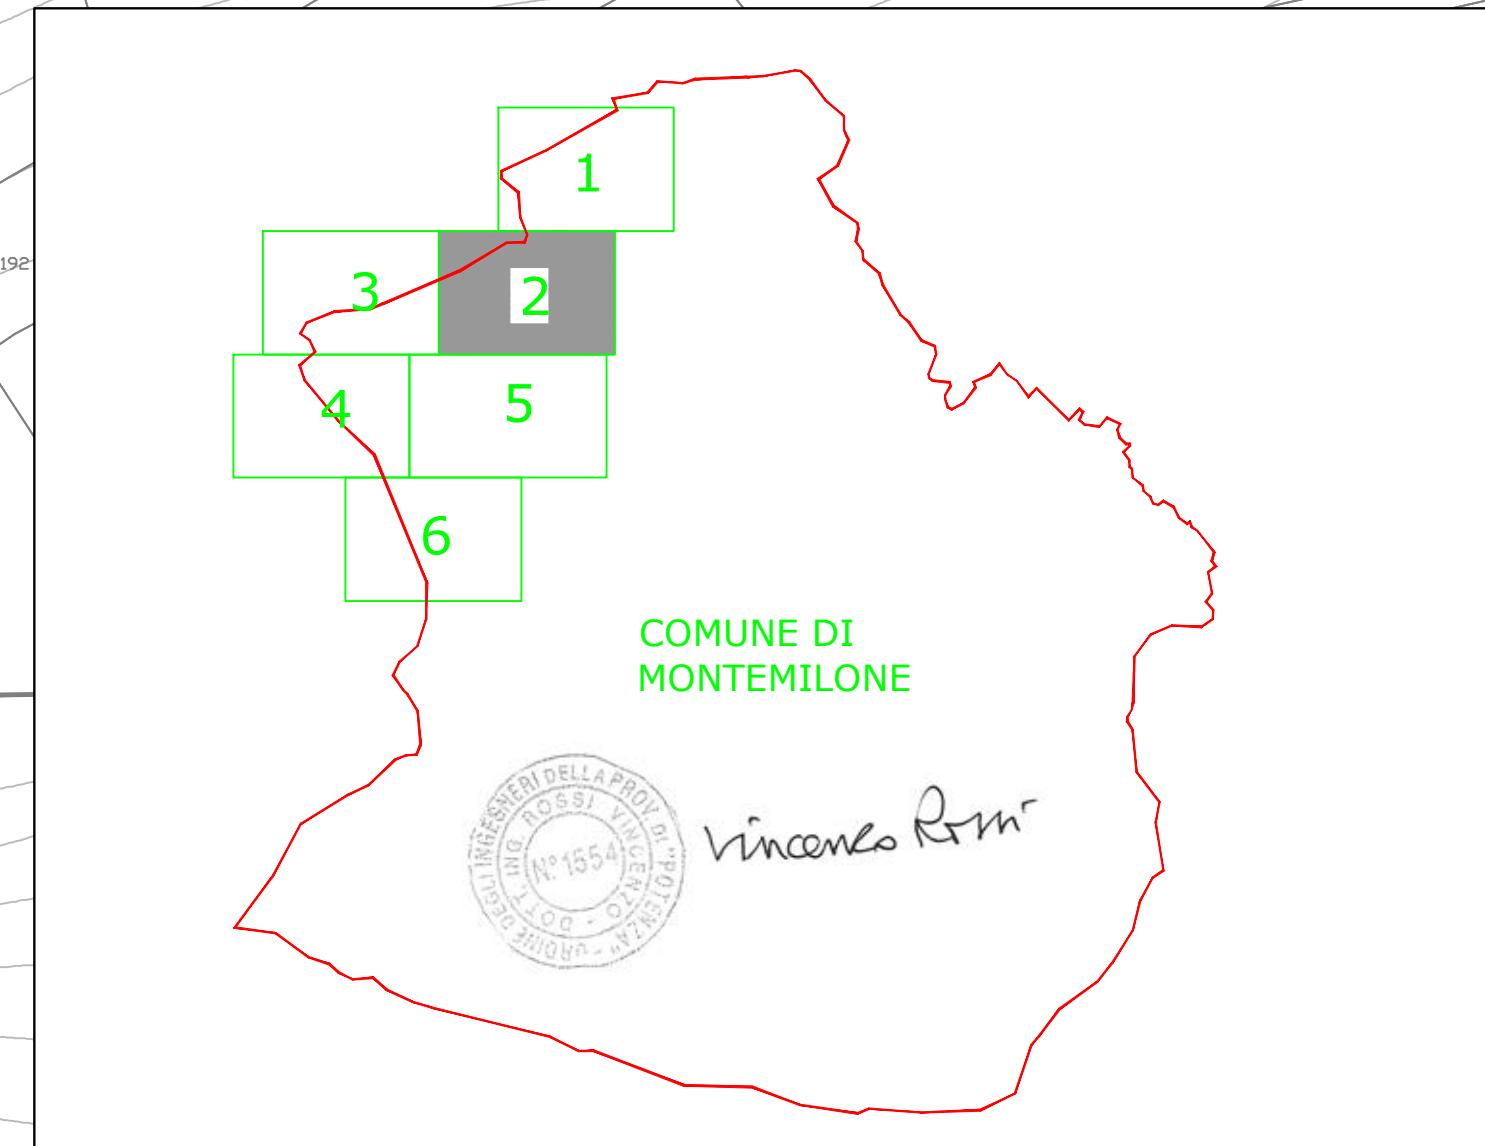 1
192
3
2
4
5
6
COMUNE DI
MONTEMILONE
ORDINE DEGLI INGEGNERI DELLA PROV. DI "POTENZA" -
DOTT. ING. ROSSI VINCENZO -
N° 1554
Vincenzo Rossi